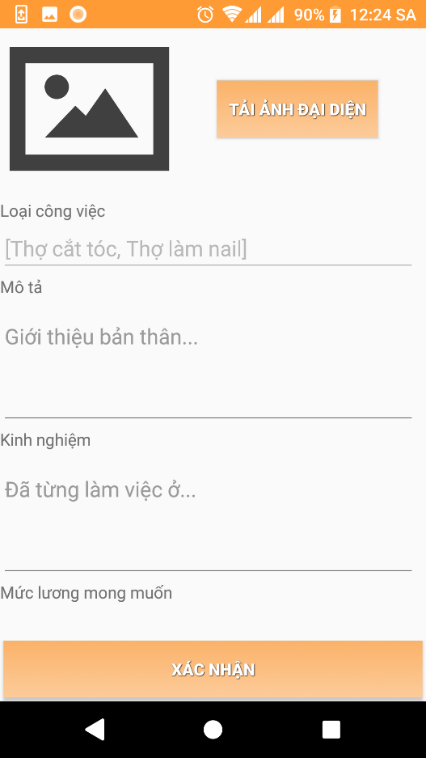 90% 12:24 SA
TẢI ẢNH ĐẠI DIỆN
Loại công việc
[Thợ cắt tóc, Thợ làm nail]
Mô tả
Giới thiệu bản thân...
Kinh nghiệm
Đã từng làm việc ở...
Mức lương mong muốn
XÁC NHẬN